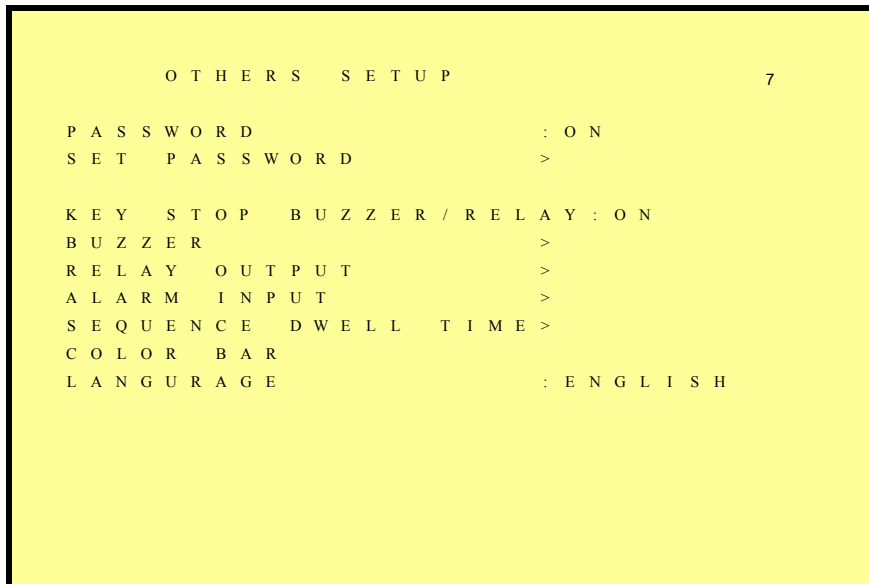 OTHERS SETUP 7
PASSWORD :ON
SET PASSWORD >
KEY STOP BUZZER/RELAY:ON
BUZZER >
RELAY OUTPUT >
ALARM INPUT >
SEQUENCE DWELL TIME>
COLOR BAR
LANGURAGE :ENGLISH